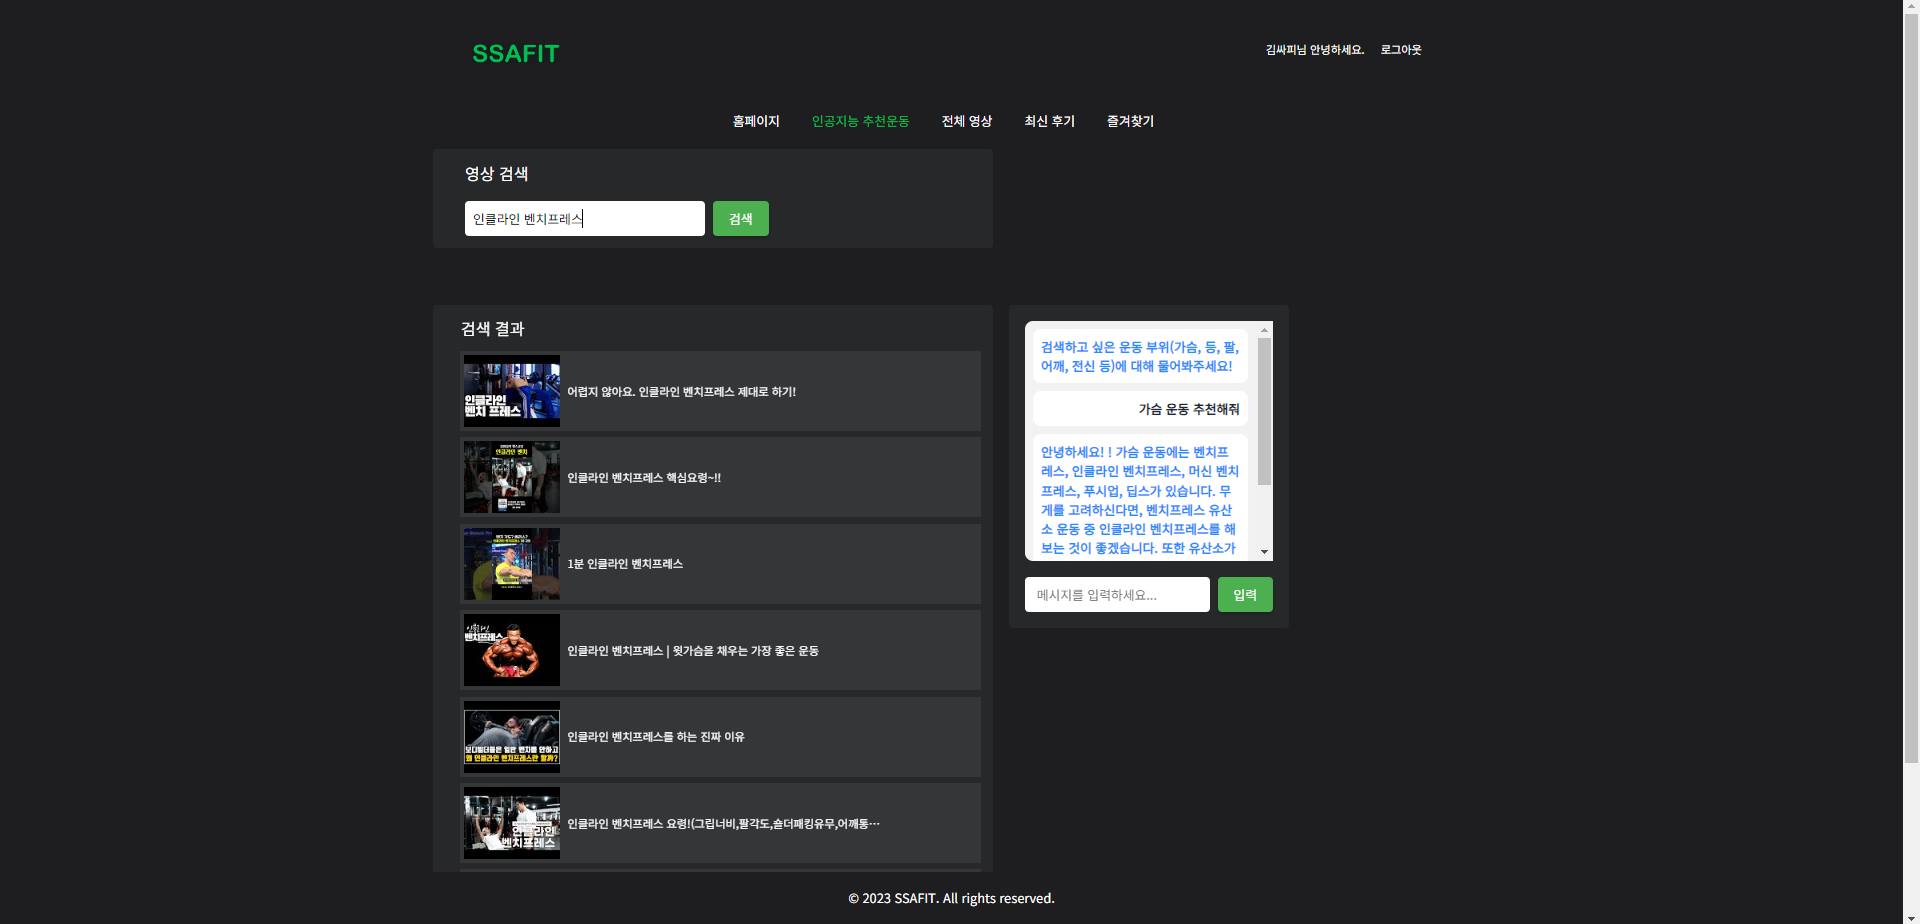 SSAFIT
김싸피님 안녕하세요. 로그아웃
홈페이지 인공지능 추천운동 전체 영상 최신 후기 즐겨찾기
영상 검색
인클라인 벤치프레스
검색
검색 결과
인클라인
벤치 프레스
어렵지 않아요. 인클라인 벤치프레스 제대로 하기!
인클라인 벤치
인클라인 벤치프레스 핵심요령~!!
1분 인클라인 벤치프레스
인클라인
벤치프레스
인클라인 벤치프레스 | 윗가슴을 채우는 가장 좋은 운동
보디빌더들은 일반 벤치를 안하고
왜 인클라인 벤치프레스만 할까?
인클라인 벤치프레스를 하는 진짜 이유
인클라인
벤치프레스
인클라인 벤치프레스 요령!(그립너비,팔각도,숄더패킹유무,어깨통…
검색하고 싶은 운동 부위(가슴, 등, 팔,
어깨, 전신 등)에 대해 물어봐주세요!
가슴 운동 추천해줘
안녕하세요! ! 가슴 운동에는 벤치프
레스, 인클라인 벤치프레스, 머신 벤치
프레스, 푸시업, 딥스가 있습니다. 무
게를 고려하신다면, 벤치프레스 유산
소 운동 중 인클라인 벤치프레스를 해
보는 것이 좋겠습니다. 또한 유산소가
메시지를 입력하세요...
입력
© 2023 SSAFIT. All rights reserved.